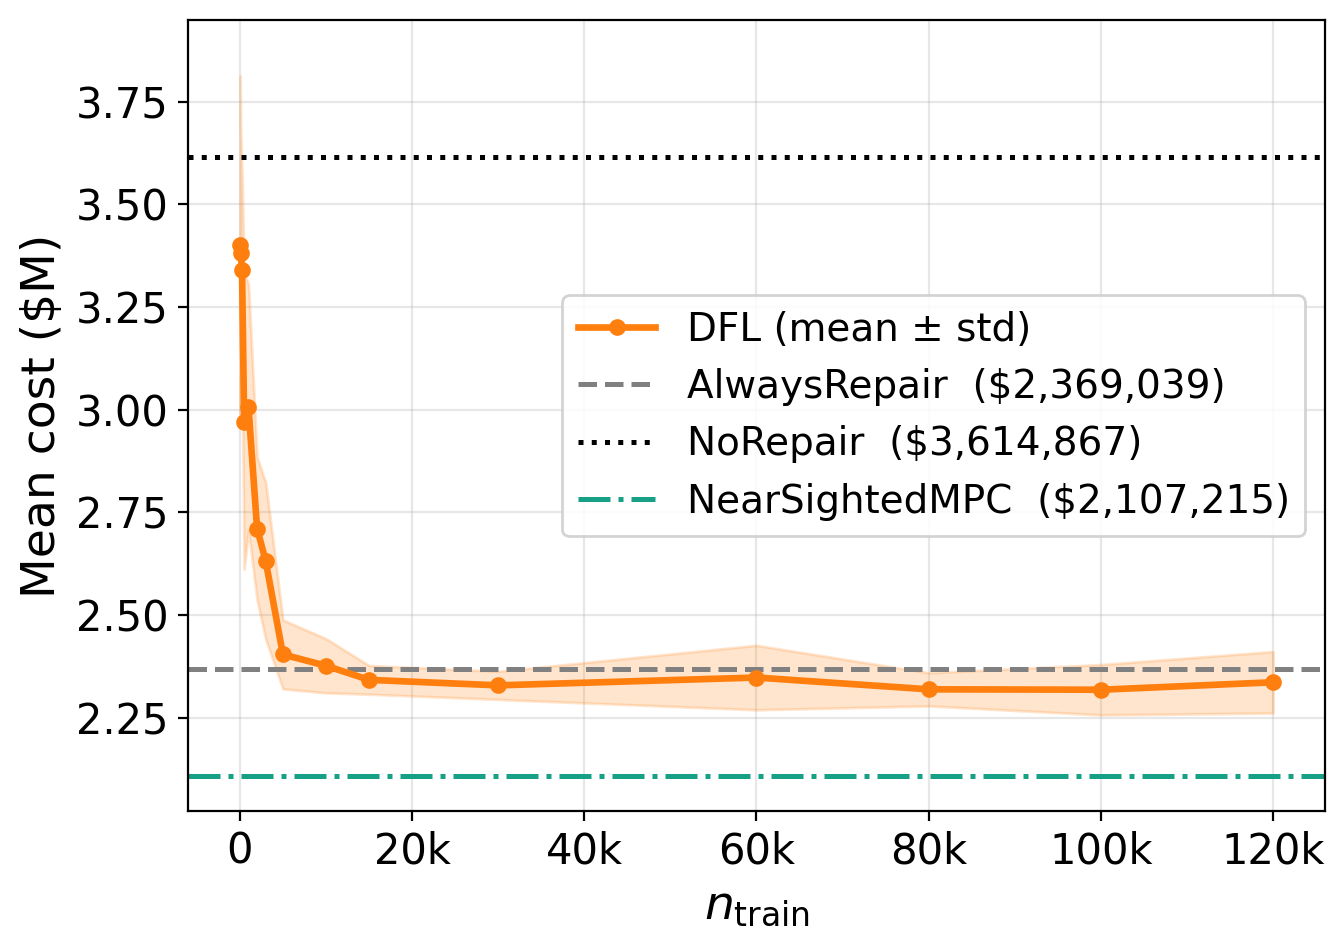 Mean cost ($M)
3.75
3.50
3.25
3.00
2.75
2.50
2.25
DFL (mean ± std)
AlwaysRepair ($2,369,039)
NoRepair ($3,614,867)
NearSightedMPC ($2,107,215)
0 20k 40k 60k 80k 100k 120k
n_train